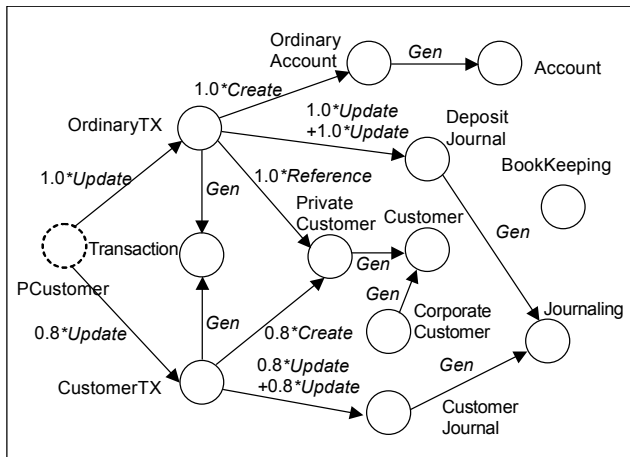 Ordinary
Account
Gen
Account
1.0*Create
OrdinaryTX
1.0*Update
+1.0*Update
Deposit
Journal
BookKeeping
1.0*Update
Gen
1.0*Reference
Private
Customer
Customer
Gen
Transaction
Gen
PCustomer
Gen
Corporate
Customer
Journaling
0.8*Update
Gen
0.8*Create
0.8*Update
+0.8*Update
Gen
CustomerTX
Customer
Journal